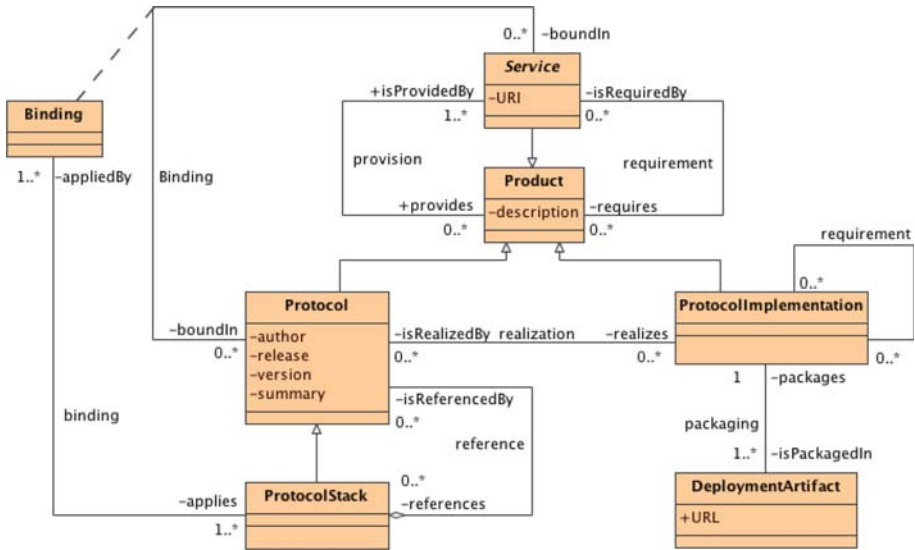 0..* -boundIn
Service
-URI
+isProvidedBy
1..*
-isRequiredBy
0..*
Binding
1..* -appliedBy
Binding
provision
requirement
Product
-description
+provides
0..*
-requires
0..*
requirement
0..*
0..*
Protocol
-author
-release
-version
-summary
-boundIn
0..*
-isRealizedBy realization -realizes
0..* 0..*
ProtocolImplementation
-isReferencedBy
0..*
reference
1 -packages
packaging
1..* -isPackagedIn
binding
-applies
1..*
ProtocolStack
0..*
-references
DeploymentArtifact
+URL